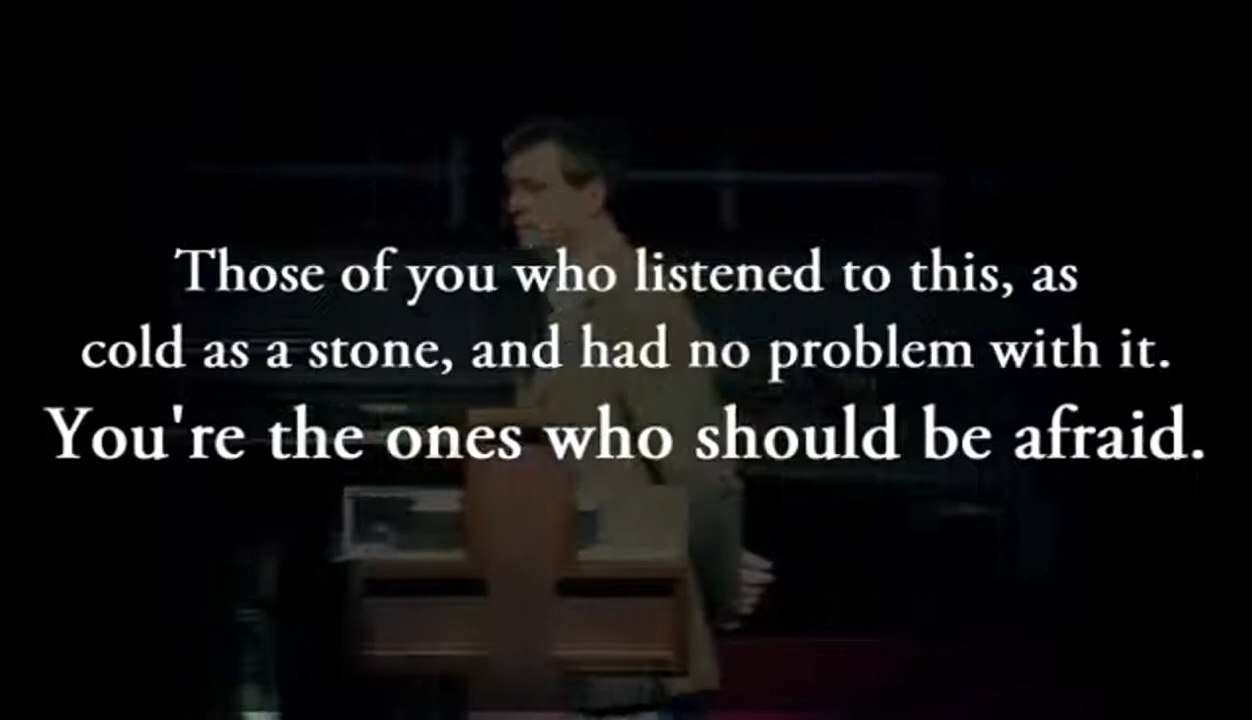 Those of you who listened to this, as
cold as a stone, and had no problem with it.
You're the ones who should be afraid.